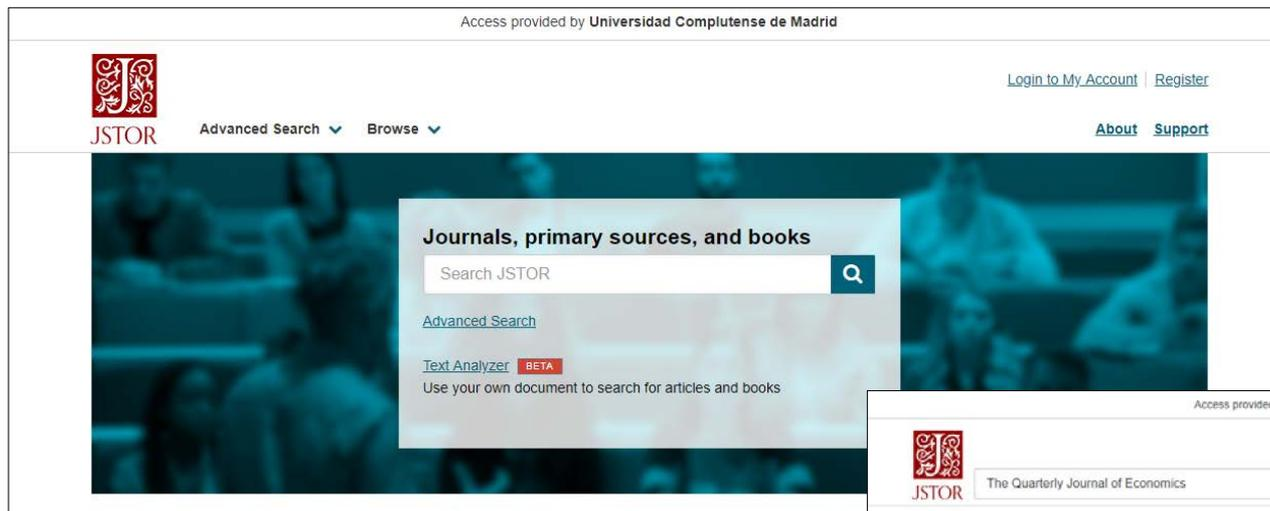 Access provided by Universidad Complutense de Madrid
JSTOR
Login to My Account | Register
Advanced Search Browse
About Support
Journals, primary sources, and books
Search JSTOR
Advanced Search
Text Analyzer BETA
Use your own document to search for articles and books
Access provided
JSTOR
The Quarterly Journal of Economics